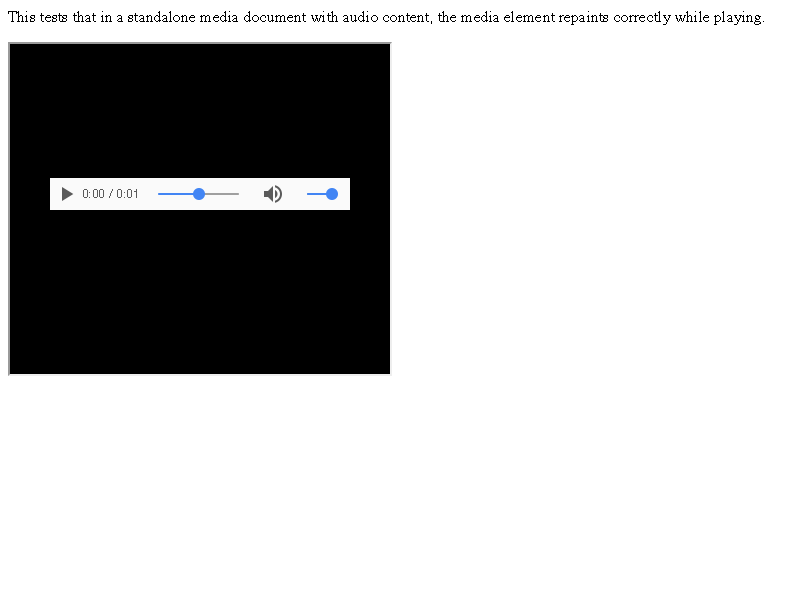 This tests that in a standalone media document with audio content, the media element repaints correctly while playing.
0:00 / 0:01